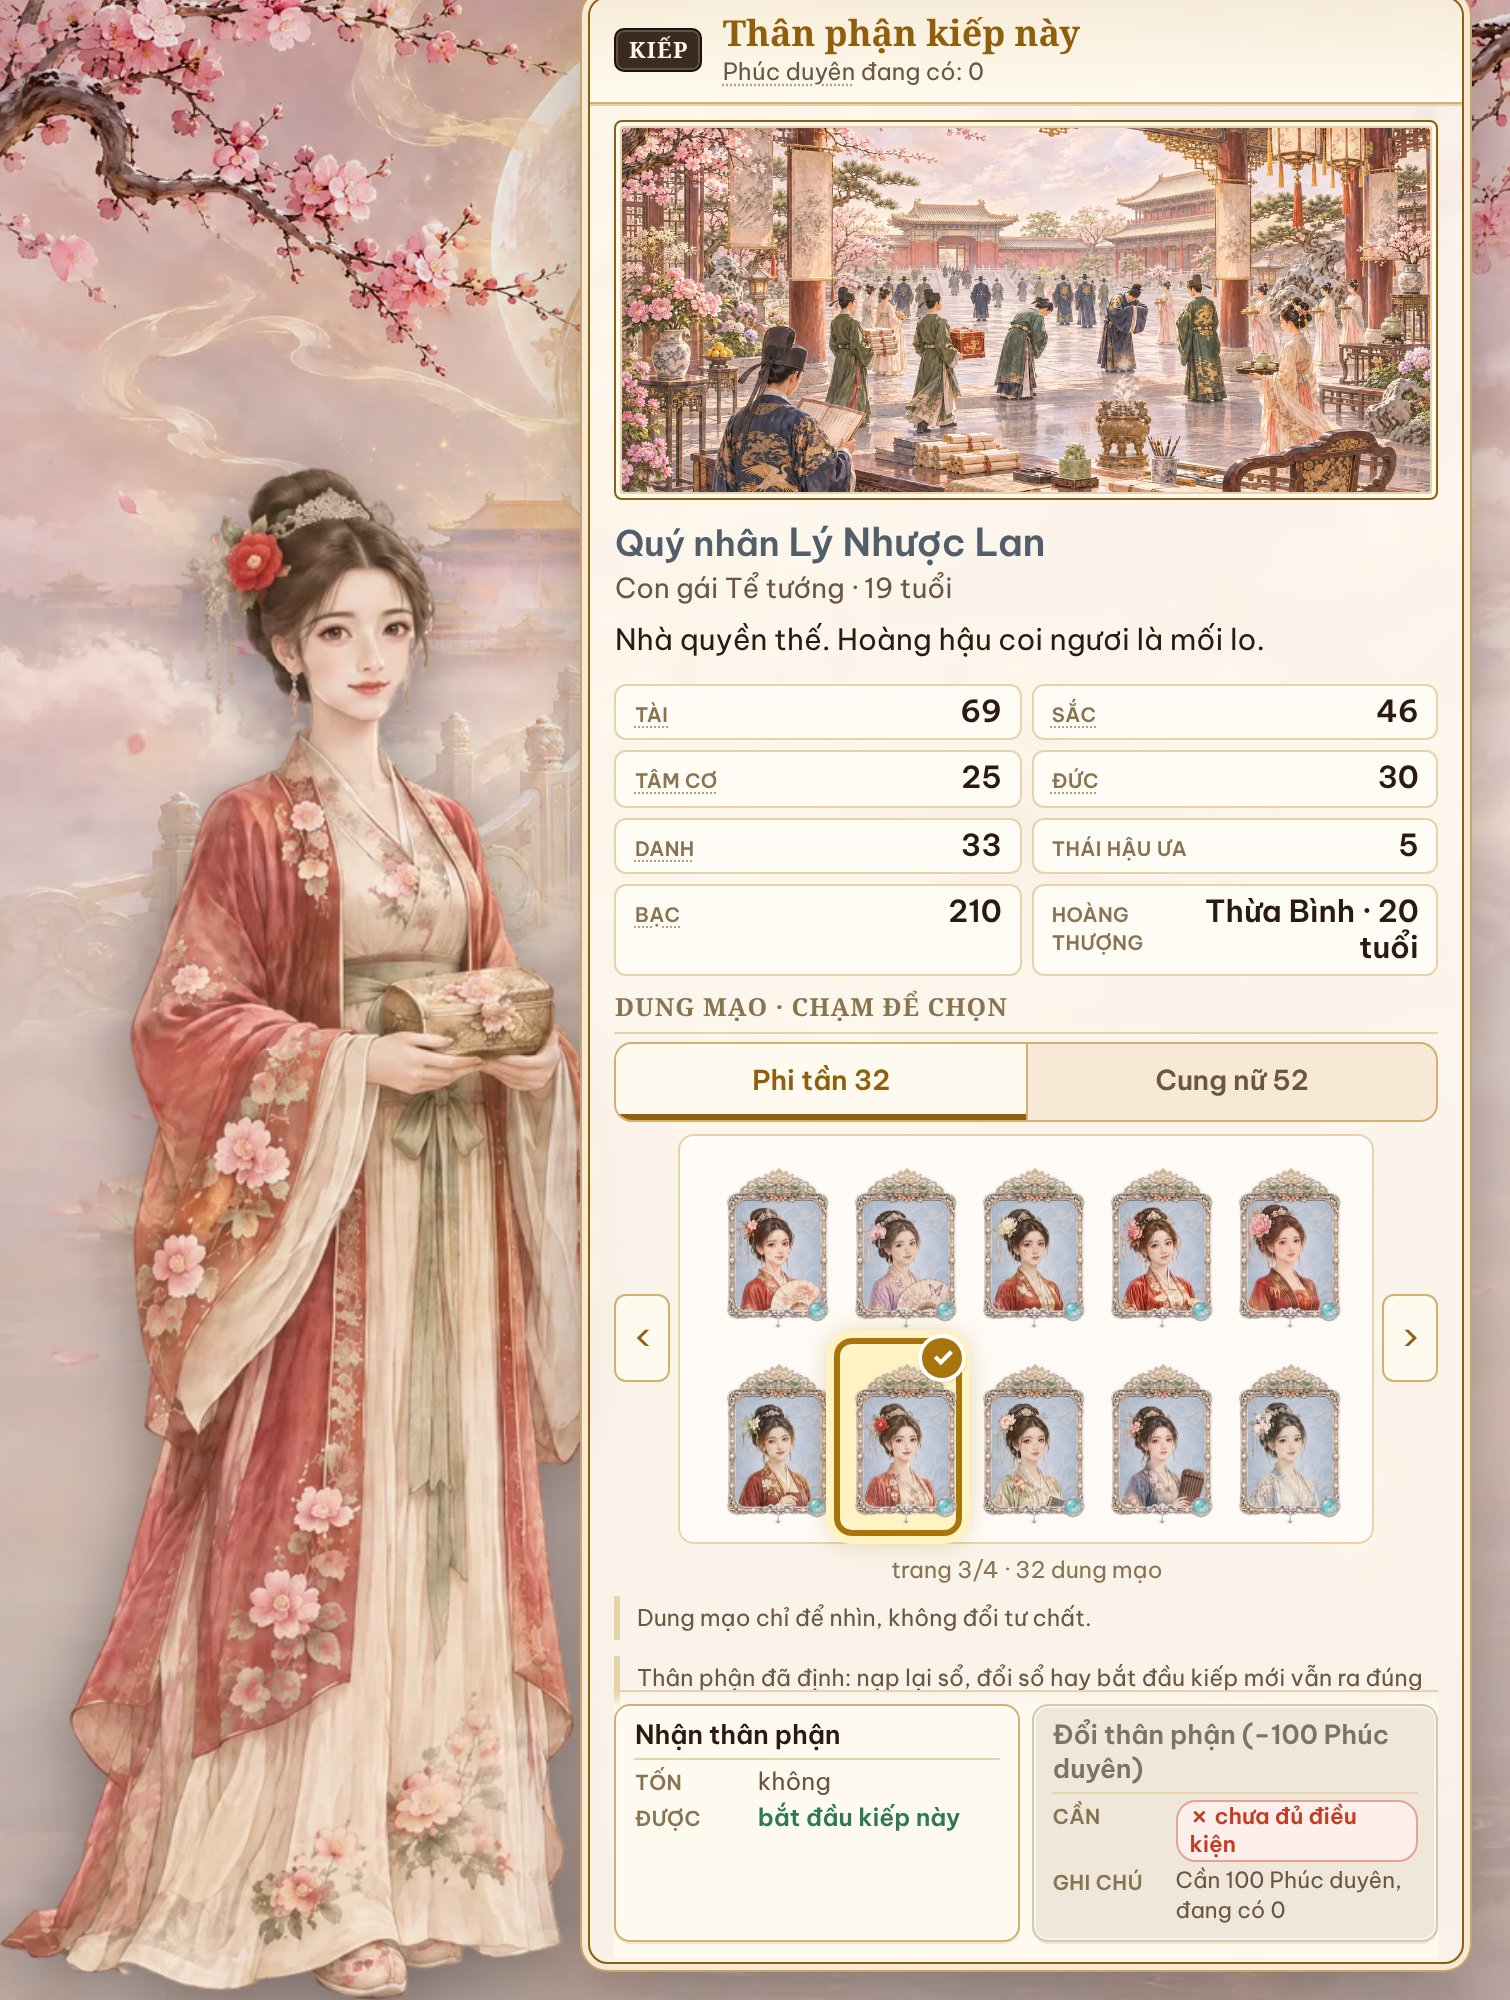 KIẾP
Thân phận kiếp này
Phúc duyên đang có: 0
Quý nhân Lý Nhược Lan
Con gái Tể tướng · 19 tuổi
Nhà quyền thế. Hoàng hậu coi ngươi là mối lo.
TÀI 69
SẮC 46
TÂM CƠ 25
ĐỨC 30
DANH 33
THÁI HẬU ƯA 5
BẠC 210
HOÀNG THƯỢNG
Thừa Bình · 20
tuổi
DUNG MẠO · CHẠM ĐỂ CHỌN
Phi tần 32
Cung nữ 52
trang 3/4 · 32 dung mạo
Dung mạo chỉ để nhìn, không đổi tư chất.
Thân phận đã định: nạp lại sổ, đổi sổ hay bắt đầu kiếp mới vẫn ra đúng
Nhận thân phận
TỐN không
ĐƯỢC bắt đầu kiếp này
Đổi thân phận (−100 Phúc
duyên)
CẦN
× chưa đủ điều
kiện
GHI CHÚ
Cần 100 Phúc duyên,
đang có 0